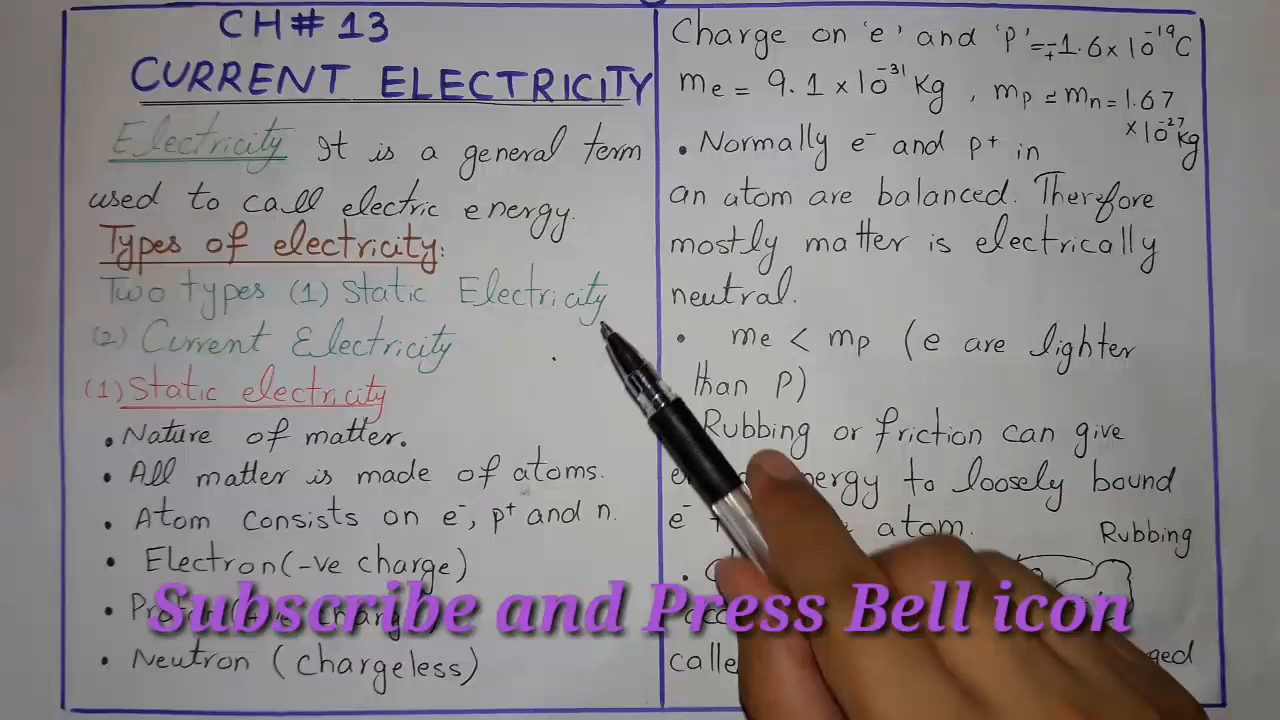 CH# 13
CURRENT ELECTRICITY
Electricity It is a general term
used to call electric energy.
Types of electricity:
Two types (1) Static Electricity
(2) Current Electricity
(1) Static electricity
• Nature of matter.
• All matter is made of atoms.
• Atom consists on e⁻, p⁺ and n.
• Electron (-ve charge)
• Neutron (chargeless)
Charge on 'e' and 'p' = ∓1.6×10⁻¹⁹C
me = 9.1×10⁻³¹ Kg , mp ≃ mn = 1.67
×10⁻²⁷kg
• Normally e⁻ and p⁺ in
an atom are balanced. Therefore
mostly matter is electrically
neutral.
• me < mp (e are lighter
than P)
Rubbing or friction can give
to loosely bound
e⁻ atom.
Rubbing
called
Subscribe and Press Bell icon